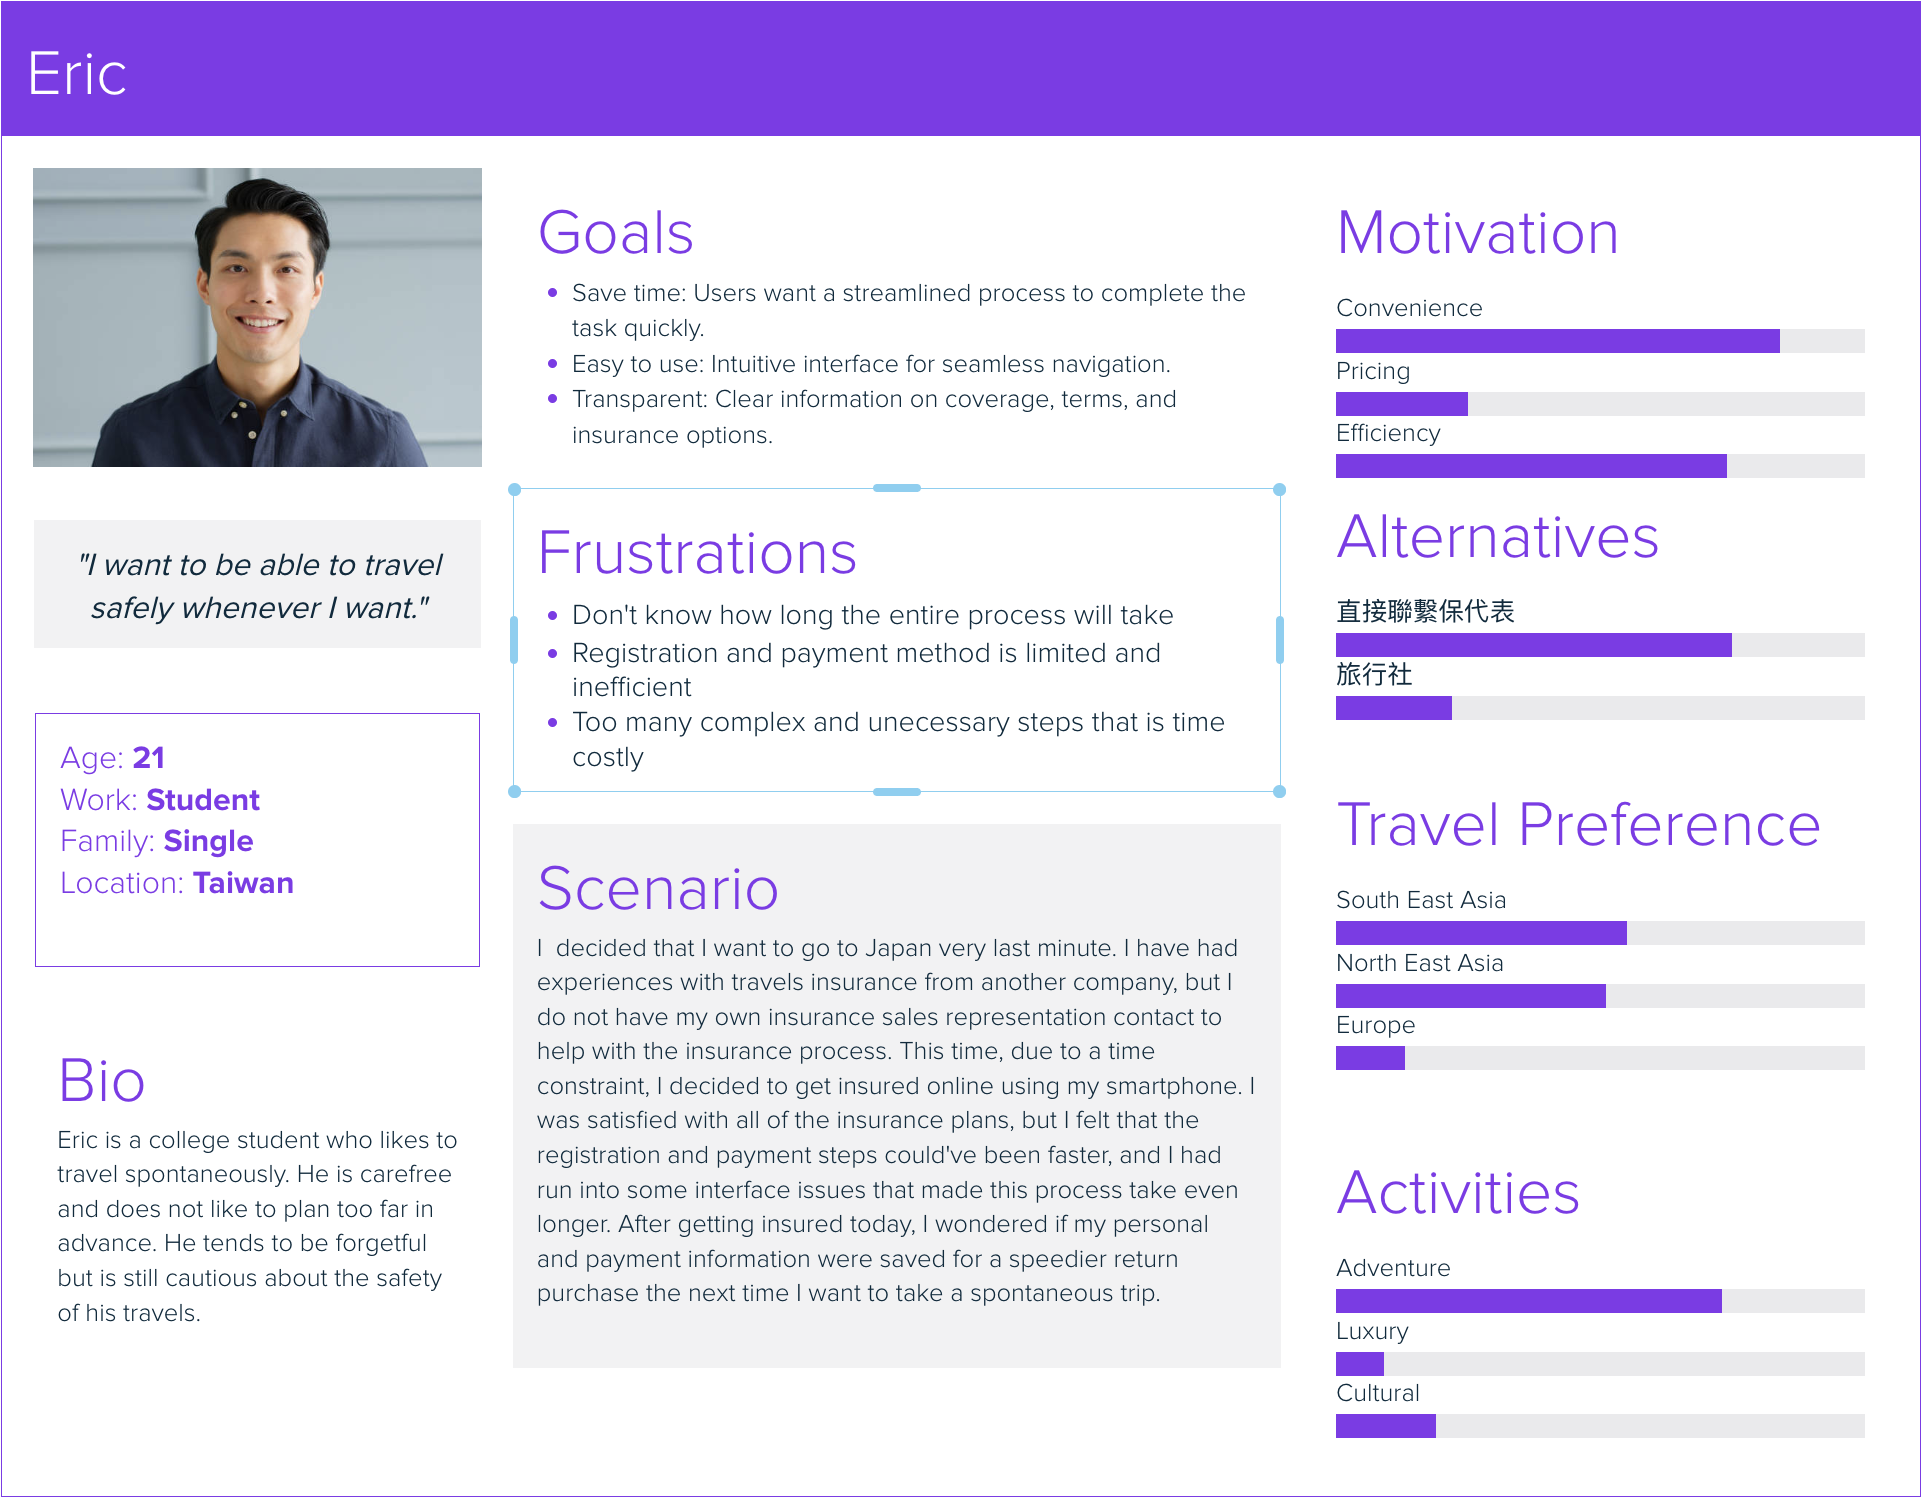 Eric
"I want to be able to travel
safely whenever I want."
Age: 21
Work: Student
Family: Single
Location: Taiwan
Bio
Eric is a college student who likes to
travel spontaneously. He is carefree
and does not like to plan too far in
advance. He tends to be forgetful
but is still cautious about the safety
of his travels.
Goals
Save time: Users want a streamlined process to complete the
task quickly.
Easy to use: Intuitive interface for seamless navigation.
Transparent: Clear information on coverage, terms, and
insurance options.
Frustrations
Don't know how long the entire process will take
Registration and payment method is limited and
inefficient
Too many complex and unecessary steps that is time
costly
Scenario
I  decided that I want to go to Japan very last minute. I have had
experiences with travels insurance from another company, but I
do not have my own insurance sales representation contact to
help with the insurance process. This time, due to a time
constraint, I decided to get insured online using my smartphone. I
was satisfied with all of the insurance plans, but I felt that the
registration and payment steps could've been faster, and I had
run into some interface issues that made this process take even
longer. After getting insured today, I wondered if my personal
and payment information were saved for a speedier return
purchase the next time I want to take a spontaneous trip.
Motivation
Convenience
Pricing
Efficiency
Alternatives
直接聯繫保代表
旅行社
Travel Preference
South East Asia
North East Asia
Europe
Activities
Adventure
Luxury
Cultural